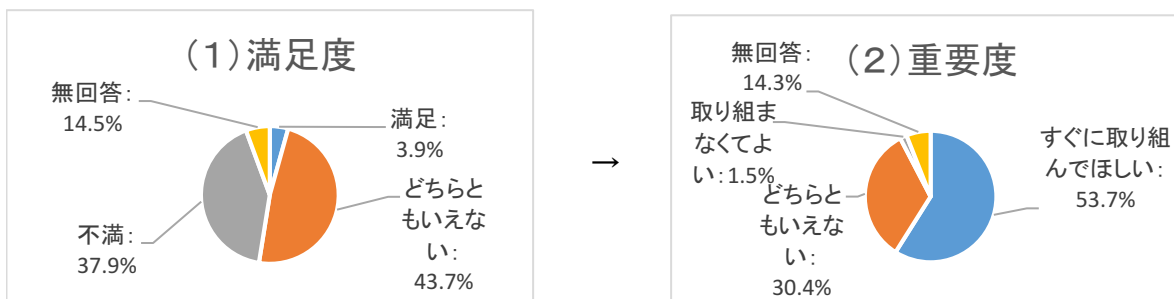 （１）満足度
無回答：
14.5%
満足：
3.9%
どちらと
もいえな
い：
43.7%
不満：
37.9%
→
（２）重要度
無回答：
14.3%
取り組ま
なくてよ
い：1.5%
どちらと
もいえな
い：
30.4%
すぐに取り組
んでほしい：
53.7%